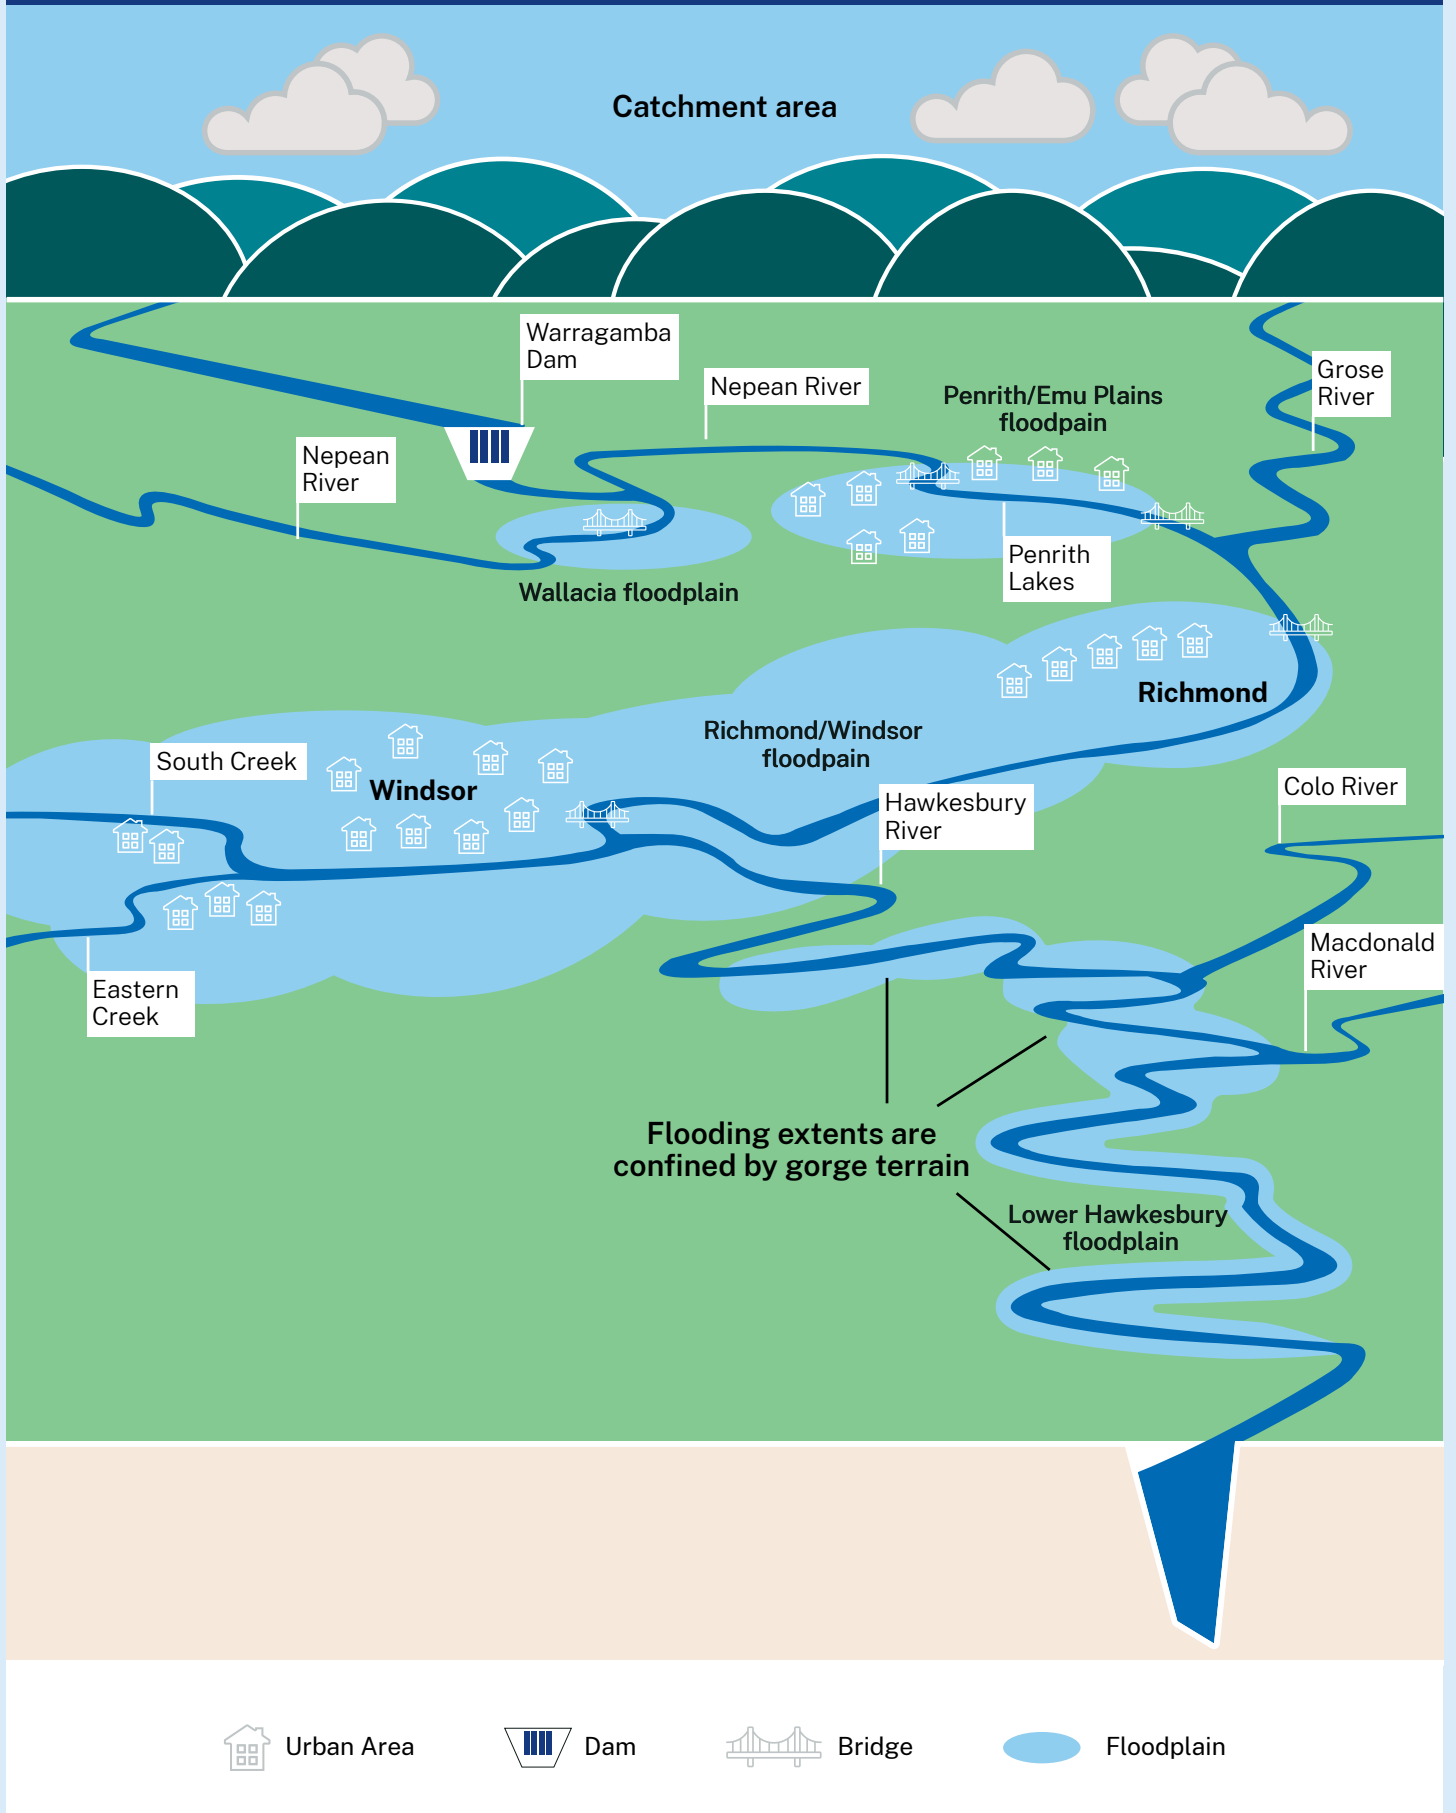 Catchment area
Warragamba
Dam
Nepean River
Grose
River
Penrith/Emu Plains
floodpain
Nepean
River
Penrith
Lakes
Wallacia floodplain
Richmond
Richmond/Windsor
floodpain
South Creek
Windsor
Colo River
Hawkesbury
River
Macdonald
River
Eastern
Creek
Flooding extents are
confined by gorge terrain
Lower Hawkesbury
floodplain
Urban Area
Dam
Bridge
Floodplain